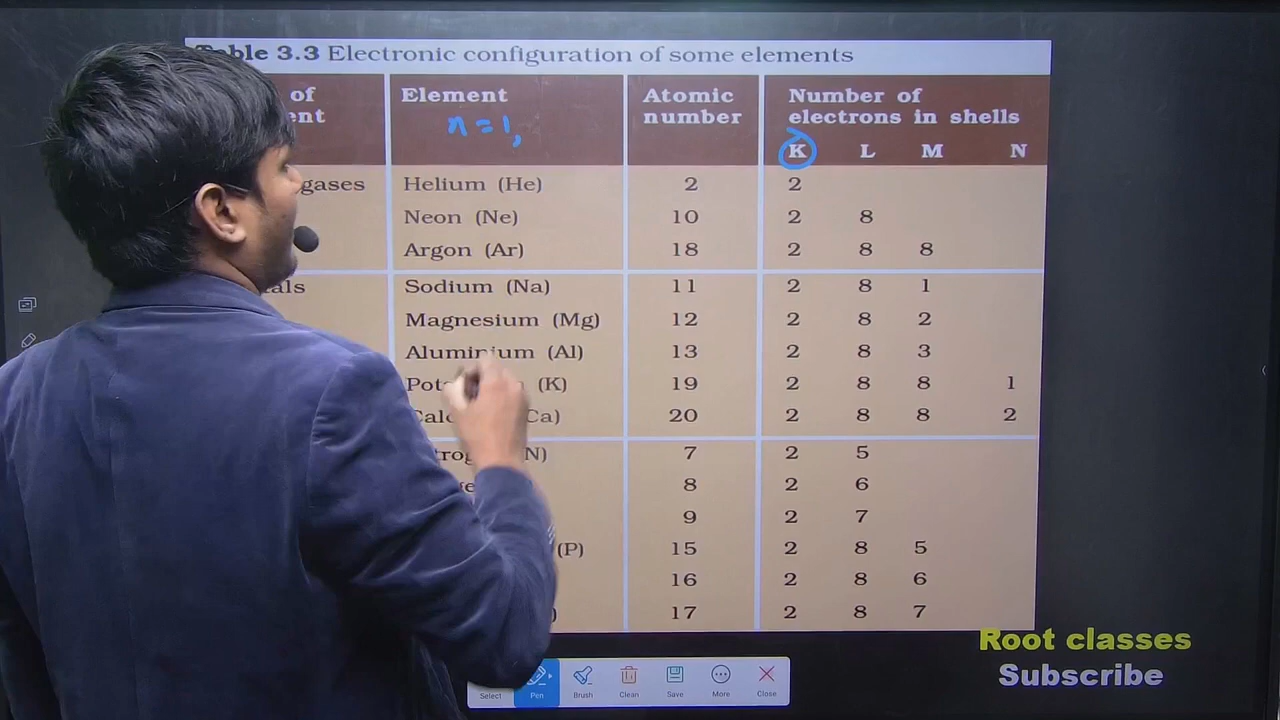 Table 3.3 Electronic configuration of some elements
of Element Atomic number Number of electrons in shells
n = 1,
K L M N
gases Helium (He) 2 2
Neon (Ne) 10 2 8
Argon (Ar) 18 2 8 8
Sodium (Na) 11 2 8 1
Magnesium (Mg) 12 2 8 2
Aluminium (Al) 13 2 8 3
(K) 19 2 8 8 1
(Ca) 20 2 8 8 2
(N) 7 2 5
8 2 6
9 2 7
(P) 15 2 8 5
16 2 8 6
17 2 8 7
Root classes
Subscribe
Select Pen Brush Clean Save More Close